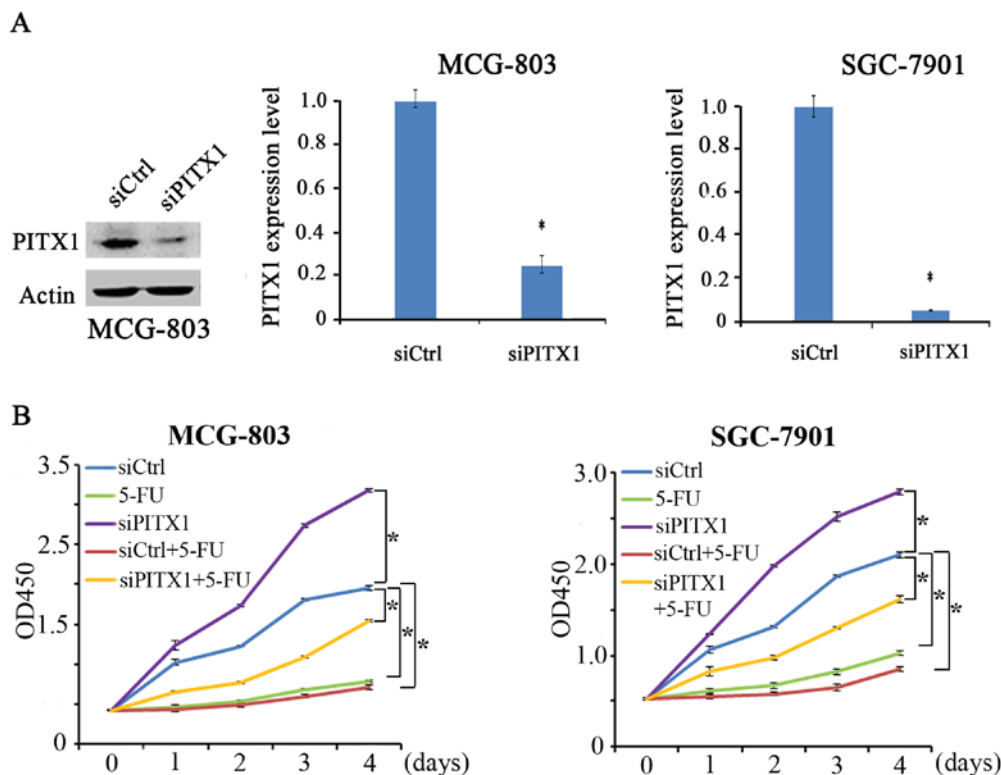 A
MCG-803
SGC-7901
siCtrl
siPITX1
PITX1
Actin
MCG-803
PITX1 expression level
1.0
0.8
0.6
0.4
0.2
0
*
siCtrl
siPITX1
PITX1 expression level
1.0
0.8
0.6
0.4
0.2
0
siCtrl
siPITX1
B
MCG-803
OD450
3.5
2.5
1.5
0
siCtrl
5-FU
siPITX1
siCtrl+5-FU
siPITX1+5-FU
*
*
*
*
0 1 2 3 4 (days)
SGC-7901
OD450
3.0
2.0
1.0
0
siCtrl
5-FU
siPITX1
siCtrl+5-FU
siPITX1
+5-FU
*
*
*
*
0 1 2 3 4 (days)